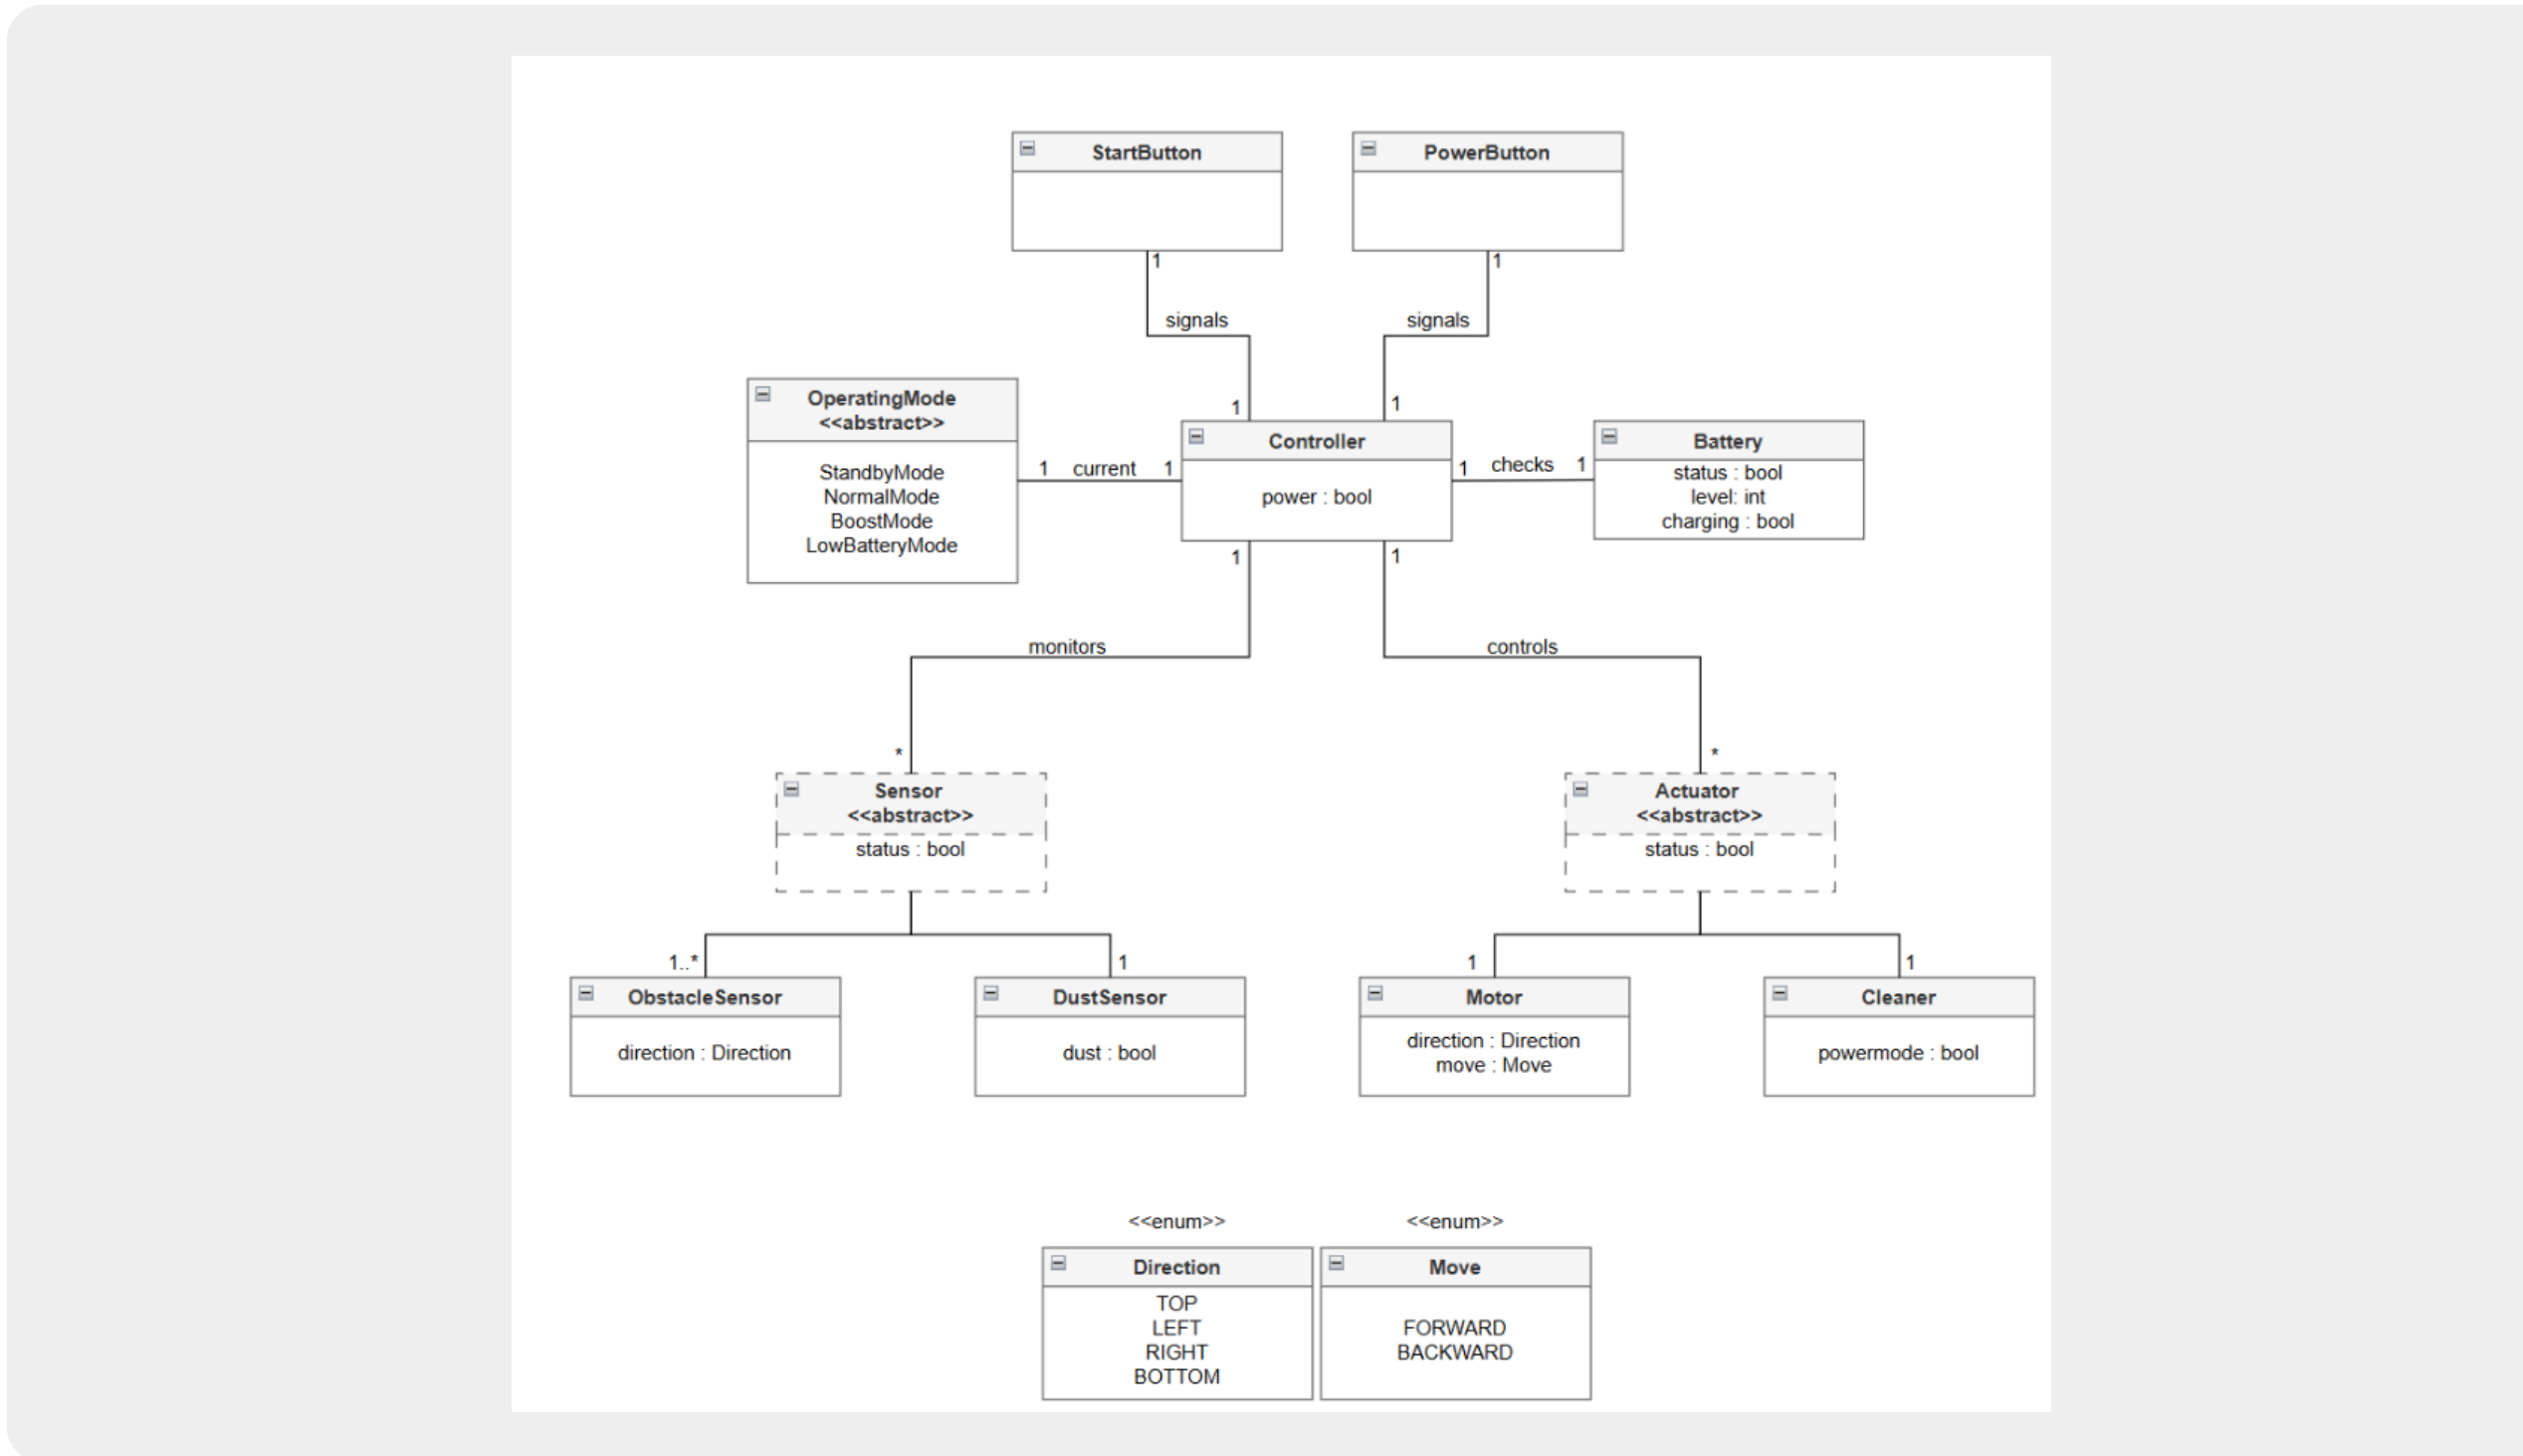 StartButton
PowerButton
1
1
signals
signals
1
1
OperatingMode
<<abstract>>
StandbyMode
NormalMode
BoostMode
LowBatteryMode
1 current 1
Controller
power : bool
1 checks 1
Battery
status : bool
level: int
charging : bool
1
1
monitors
controls
*
*
Sensor
<<abstract>>
status : bool
Actuator
<<abstract>>
status : bool
1..*
1
1
1
ObstacleSensor
direction : Direction
DustSensor
dust : bool
Motor
direction : Direction
move : Move
Cleaner
powermode : bool
<<enum>>
Direction
TOP
LEFT
RIGHT
BOTTOM
<<enum>>
Move
FORWARD
BACKWARD